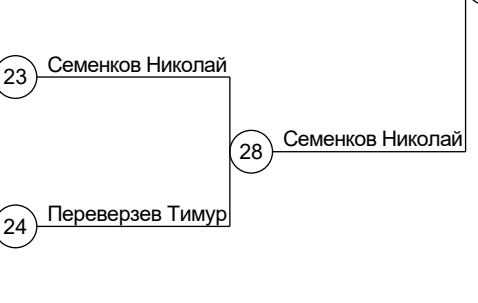 23 Семенков Николай
28 Семенков Николай
24 Переверзев Тимур